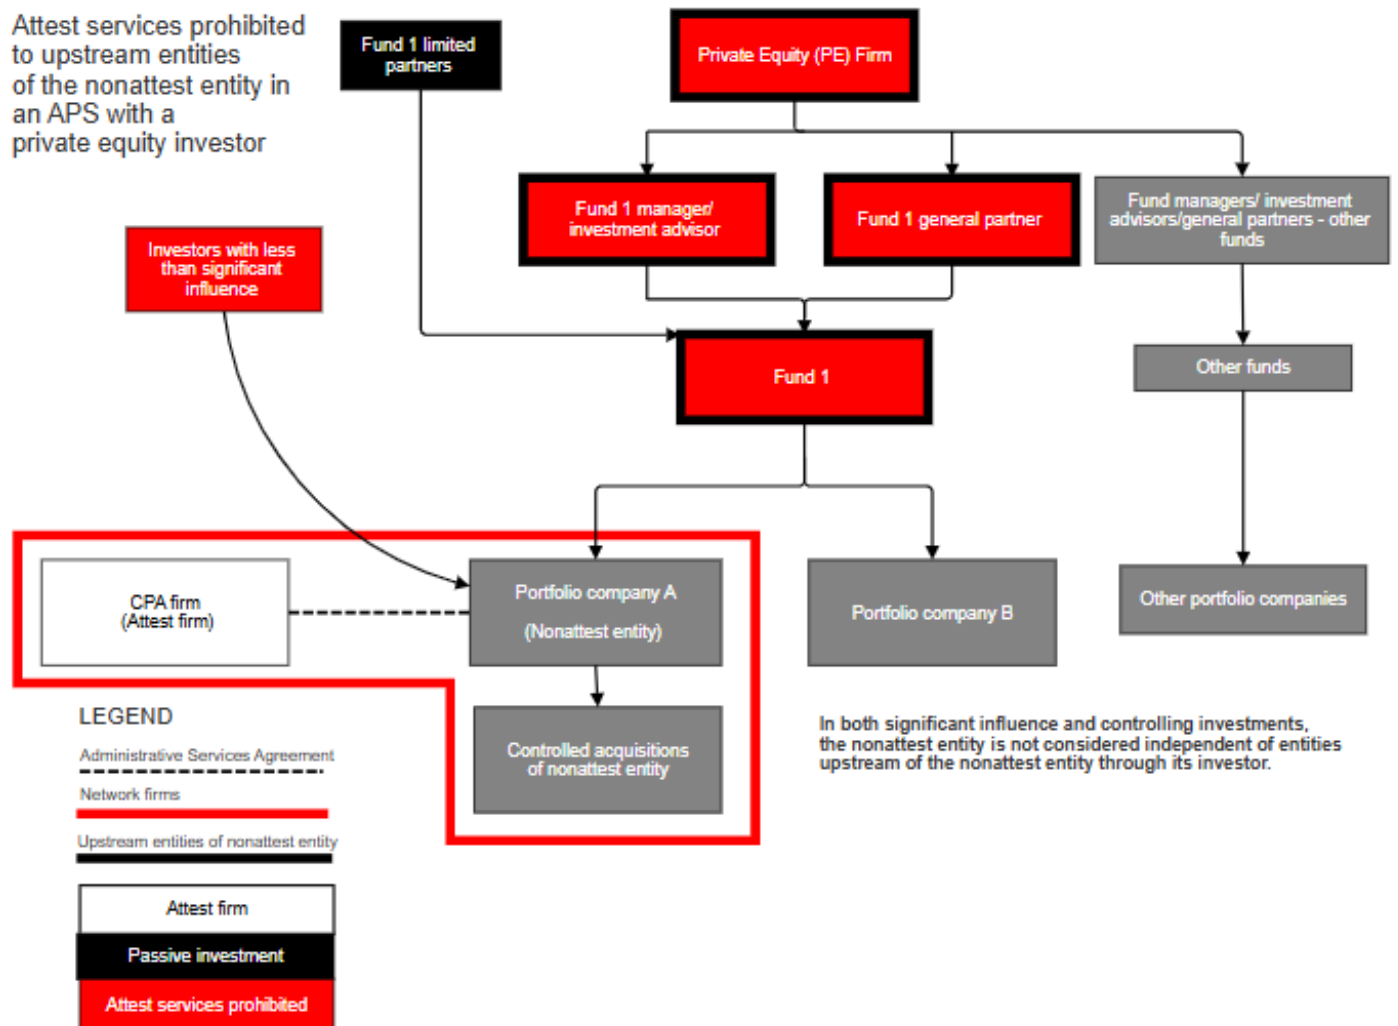 Attest services prohibited
to upstream entities
of the nonattest entity in
an APS with a
private equity investor
Fund 1 limited
partners
Private Equity (PE) Firm
Fund 1 manager/
investment advisor
Fund 1 general partner
Fund managers/ investment
advisors/general partners - other
funds
Investors with less
than significant
influence
Fund 1
Other funds
CPA firm
(Attest firm)
Portfolio company A
(Nonattest entity)
Portfolio company B
Other portfolio companies
Controlled acquisitions
of nonattest entity
In both significant influence and controlling investments,
the nonattest entity is not considered independent of entities
upstream of the nonattest entity through its investor.
LEGEND
Administrative Services Agreement
Network firms
Upstream entities of nonattest entity
Attest firm
Passive investment
Attest services prohibited